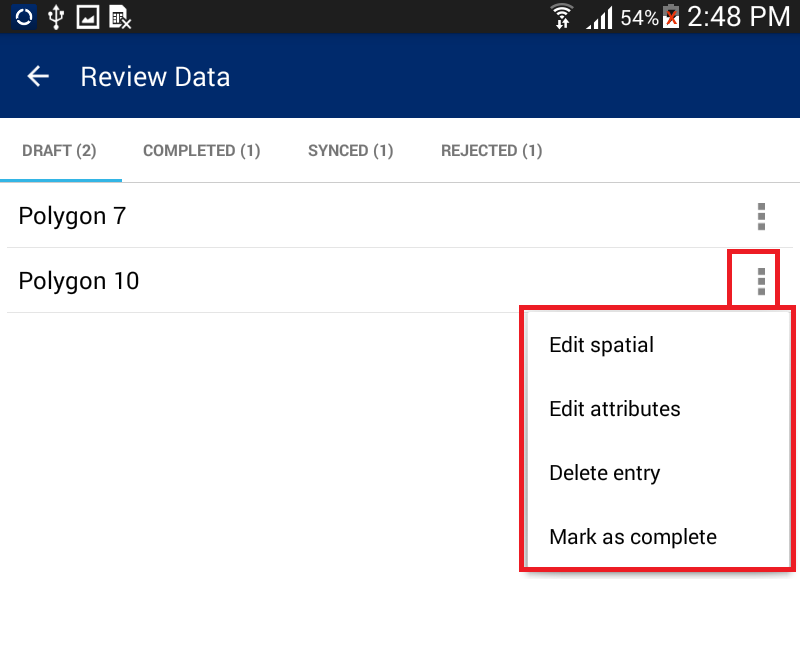 54% 2:48 PM
Review Data
DRAFT (2) COMPLETED (1) SYNCED (1) REJECTED (1)
Polygon 7
Polygon 10
Edit spatial
Edit attributes
Delete entry
Mark as complete